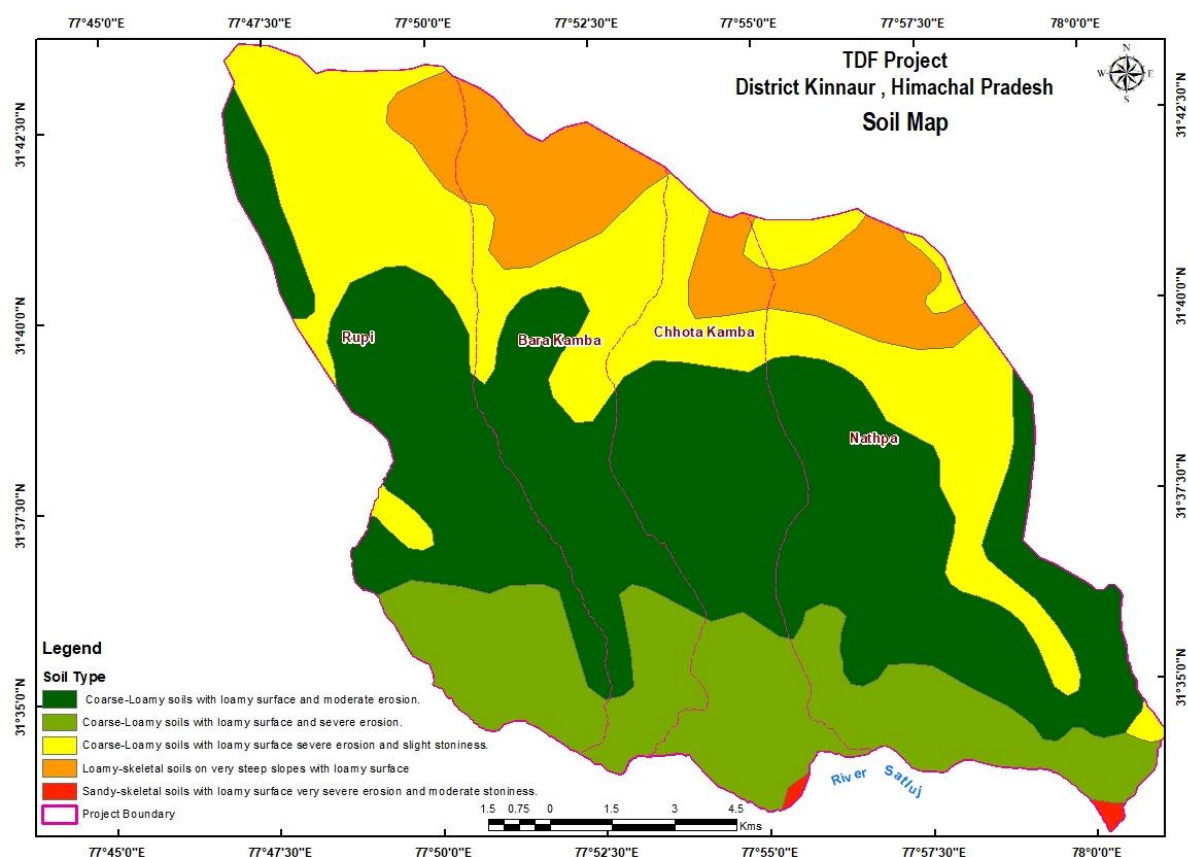 77°45'0"E 77°47'30"E 77°50'0"E 77°52'30"E 77°55'0"E 77°57'30"E 78°0'0"E
TDF Project
District Kinnaur , Himachal Pradesh
Soil Map
N
W E
S
31°42'30"N 31°42'30"N
31°40'0"N 31°40'0"N
Rupi Bara Kamba Chhota Kamba
Nathpa
31°37'30"N 31°37'30"N
31°35'0"N 31°35'0"N
River Satluj
Legend
Soil Type
Coarse-Loamy soils with loamy surface and moderate erosion.
Coarse-Loamy soils with loamy surface and severe erosion.
Coarse-Loamy soils with loamy surface severe erosion and slight stoniness.
Loamy-skeletal soils on very steep slopes with loamy surface
Sandy-skeletal soils with loamy surface very severe erosion and moderate stoniness.
Project Boundary
1.5 0.75 0 1.5 3 4.5
Kms
77°45'0"E 77°47'30"E 77°50'0"E 77°52'30"E 77°55'0"E 77°57'30"E 78°0'0"E